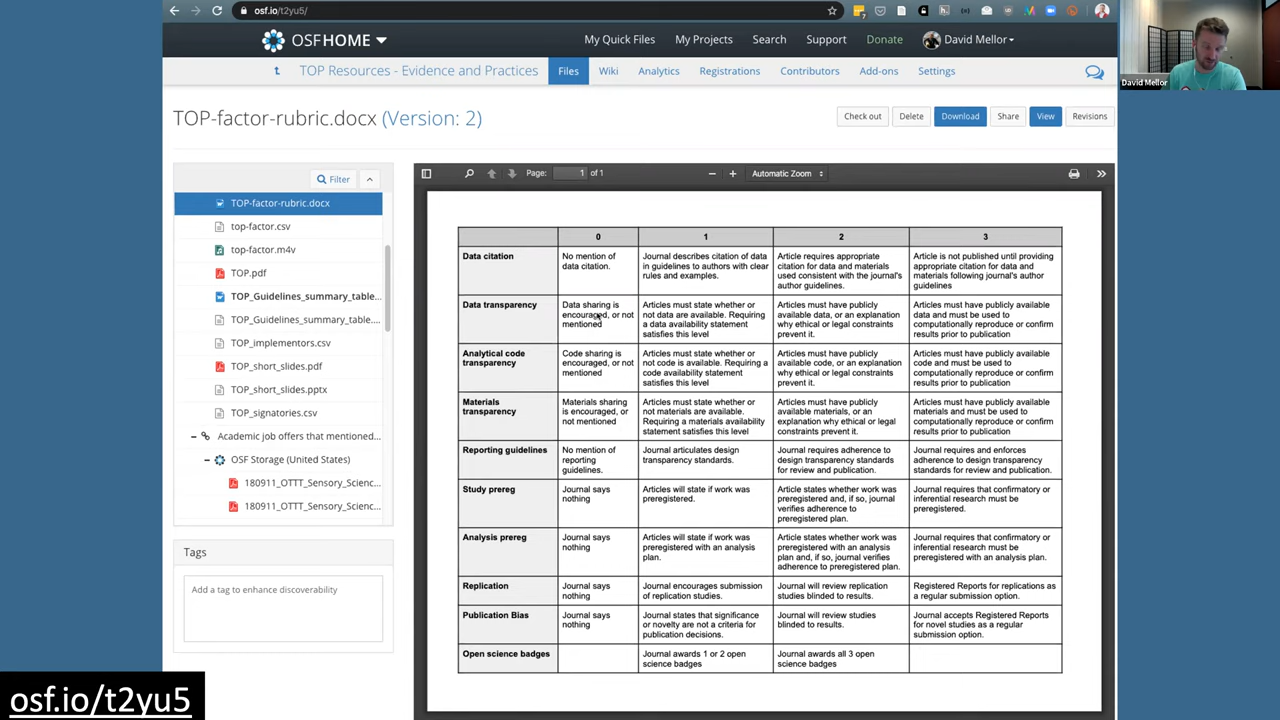 osf.io/t2yu5/
OSFHOME
My Quick Files
My Projects
Search
Support
Donate
David Mellor
TOP Resources - Evidence and Practices
Files
Wiki
Analytics
Registrations
Contributors
Add-ons
Settings
David Mellor
TOP-factor-rubric.docx (Version: 2)
Check out
Delete
Download
Share
View
Revisions
Filter
TOP-factor-rubric.docx
top-factor.csv
top-factor.m4v
TOP.pdf
TOP_Guidelines_summary_table...
TOP_Guidelines_summary_table....
TOP_implementors.csv
TOP_short_slides.pdf
TOP_short_slides.pptx
TOP_signatories.csv
Academic job offers that mentioned...
OSF Storage (United States)
180911_OTTT_Sensory_Scienc...
180911_OTTT_Sensory_Scienc...
Tags
Add a tag to enhance discoverability
Page: 1 of 1
Automatic Zoom
0 1 2 3
Data citation
No mention of
data citation.
Journal describes citation of data
in guidelines to authors with clear
rules and examples.
Article requires appropriate
citation for data and materials
used consistent with the journal's
author guidelines.
Article is not published until providing
appropriate citation for data and
materials following journal's author
guidelines
Data transparency
Data sharing is
encouraged, or not
mentioned
Articles must state whether or
not data are available. Requiring
a data availability statement
satisfies this level
Articles must have publicly
available data, or an explanation
why ethical or legal constraints
prevent it.
Articles must have publicly available
data and must be used to
computationally reproduce or confirm
results prior to publication
Analytical code
transparency
Code sharing is
encouraged, or not
mentioned
Articles must state whether or
not code is available. Requiring a
code availability statement
satisfies this level
Articles must have publicly
available code, or an explanation
why ethical or legal constraints
prevent it.
Articles must have publicly available
code and must be used to
computationally reproduce or confirm
results prior to publication
Materials
transparency
Materials sharing
is encouraged, or
not mentioned
Articles must state whether or
not materials are available.
Requiring a materials availability
statement satisfies this level
Articles must have publicly
available materials, or an
explanation why ethical or legal
constraints prevent it.
Articles must have publicly available
materials and must be used to
computationally reproduce or confirm
results prior to publication
Reporting guidelines
No mention of
reporting
guidelines.
Journal articulates design
transparency standards.
Journal requires adherence to
design transparency standards
for review and publication.
Journal requires and enforces
adherence to design transparency
standards for review and publication.
Study prereg
Journal says
nothing
Articles will state if work was
preregistered.
Article states whether work was
preregistered and, if so, journal
verifies adherence to
preregistered plan.
Journal requires that confirmatory or
inferential research must be
preregistered.
Analysis prereg
Journal says
nothing
Articles will state if work was
preregistered with an analysis
plan.
Article states whether work was
preregistered with an analysis
plan and, if so, journal verifies
adherence to preregistered plan.
Journal requires that confirmatory or
inferential research must be
preregistered with an analysis plan.
Replication
Journal says
nothing
Journal encourages submission
of replication studies.
Journal will review replication
studies blinded to results.
Registered Reports for replications as
a regular submission option.
Publication Bias
Journal says
nothing
Journal states that significance
or novelty are not a criteria for
publication decisions.
Journal will review studies
blinded to results.
Journal accepts Registered Reports
for novel studies as a regular
submission option.
Open science badges
Journal awards 1 or 2 open
science badges
Journal awards all 3 open
science badges
osf.io/t2yu5